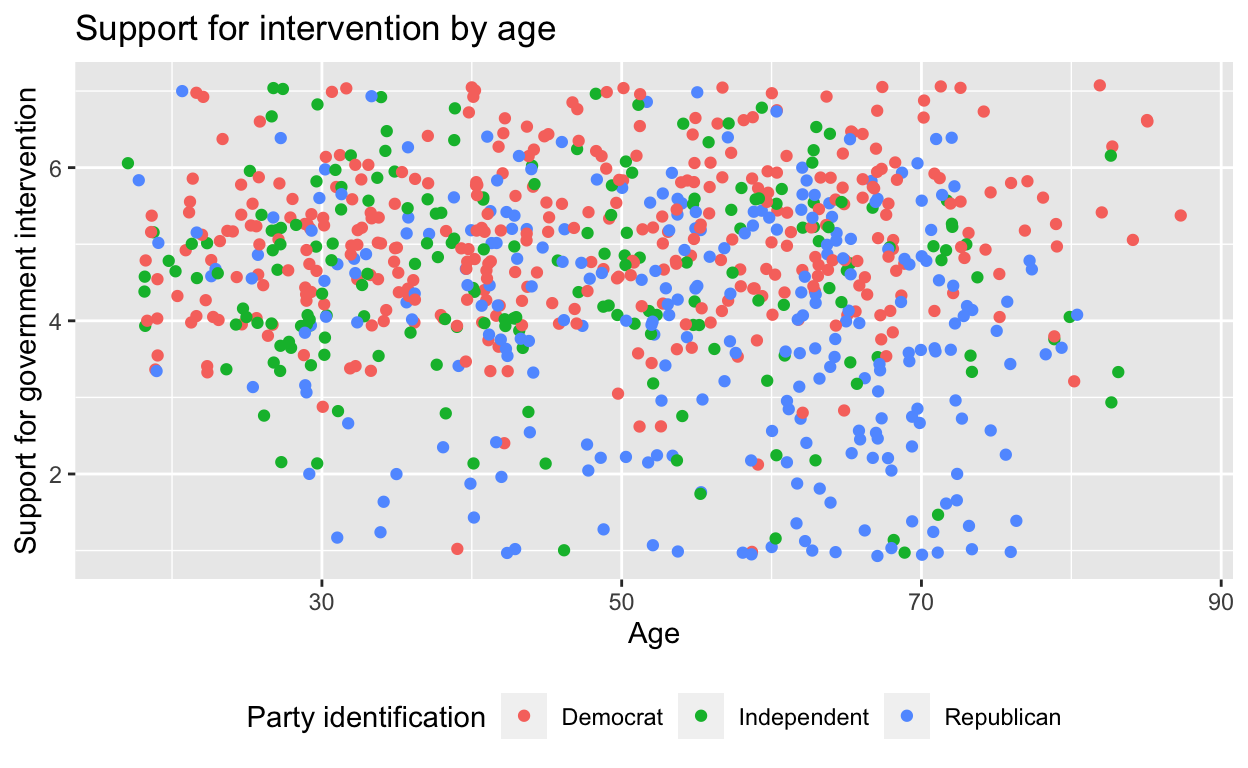 Support for intervention by age
Support for government intervention
6
4
2
30 50 70 90
Age
Party identification Democrat Independent Republican